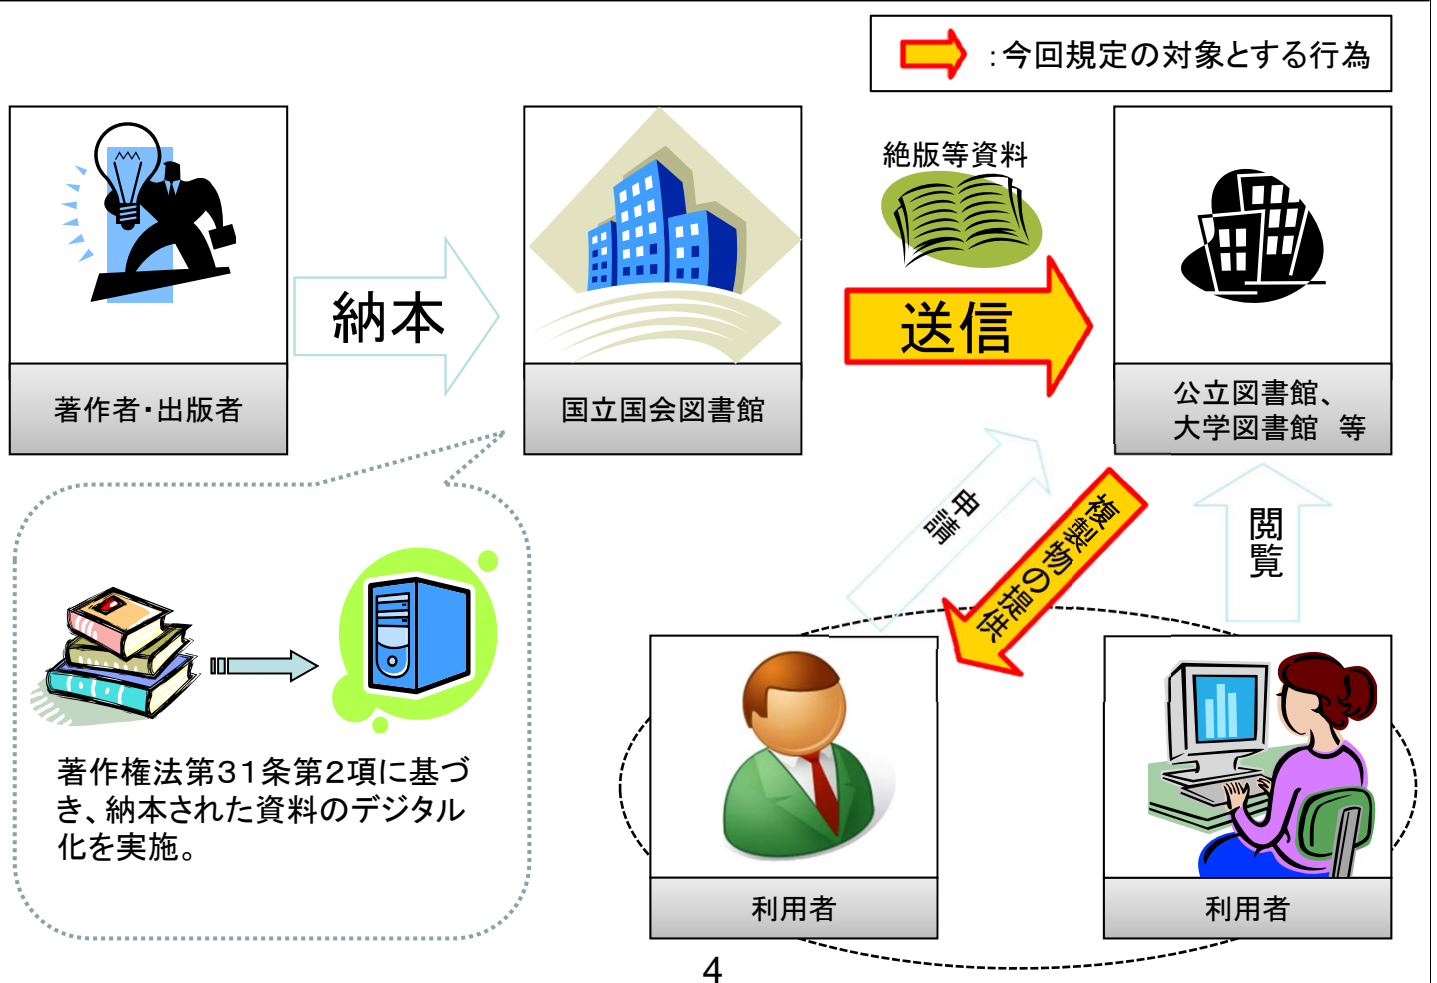 ：今回規定の対象とする行為
絶版等資料
納本
送信
著作者・出版者
国立国会図書館
公立図書館、
大学図書館　等
申請
複製物の提供
閲覧
著作権法第３１条第２項に基づ
き、納本された資料のデジタル
化を実施。
利用者
利用者
4